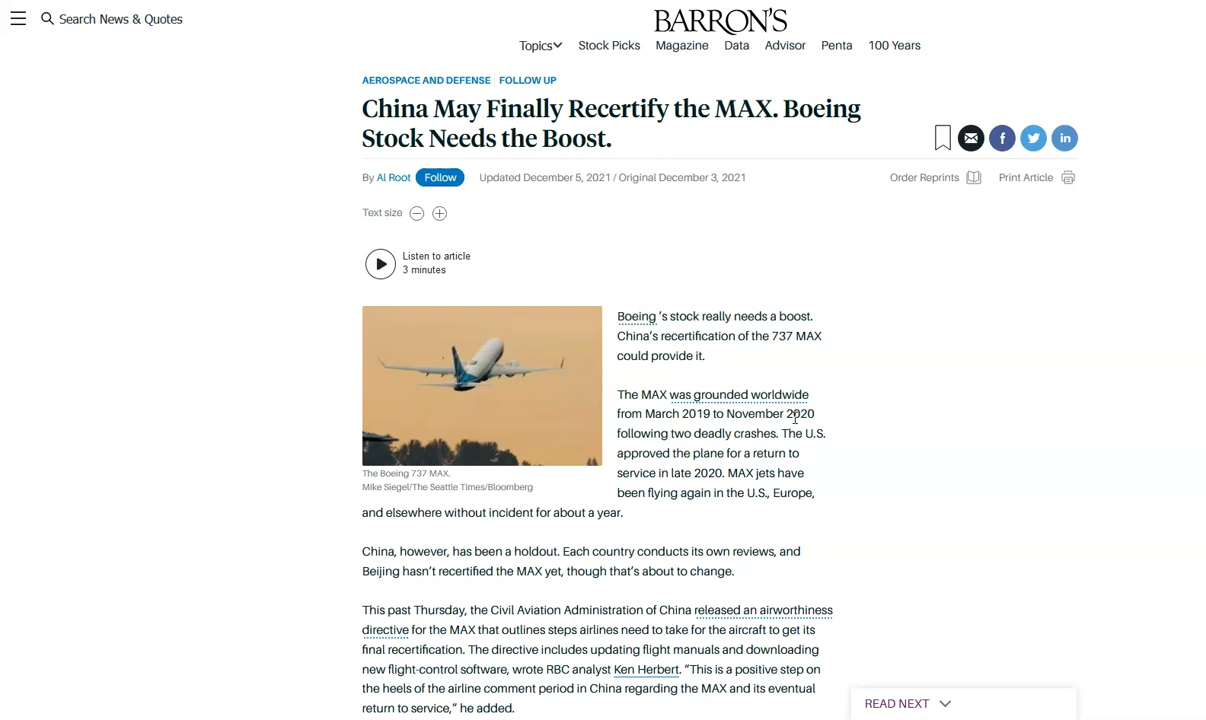 Search News & Quotes
BARRON'S
Topics Stock Picks Magazine Data Advisor Penta 100 Years
AEROSPACE AND DEFENSE FOLLOW UP
China May Finally Recertify the MAX. Boeing
Stock Needs the Boost.
f in
By Al Root Follow Updated December 5, 2021 / Original December 3, 2021 Order Reprints Print Article
Text size
Listen to article
3 minutes
Boeing 's stock really needs a boost.
China's recertification of the 737 MAX
could provide it.
The MAX was grounded worldwide
from March 2019 to November 2020
following two deadly crashes. The U.S.
approved the plane for a return to
service in late 2020. MAX jets have
been flying again in the U.S., Europe,
The Boeing 737 MAX.
Mike Siegel/The Seattle Times/Bloomberg
and elsewhere without incident for about a year.
China, however, has been a holdout. Each country conducts its own reviews, and
Beijing hasn't recertified the MAX yet, though that's about to change.
This past Thursday, the Civil Aviation Administration of China released an airworthiness
directive for the MAX that outlines steps airlines need to take for the aircraft to get its
final recertification. The directive includes updating flight manuals and downloading
new flight-control software, wrote RBC analyst Ken Herbert. "This is a positive step on
the heels of the airline comment period in China regarding the MAX and its eventual
return to service," he added.
READ NEXT